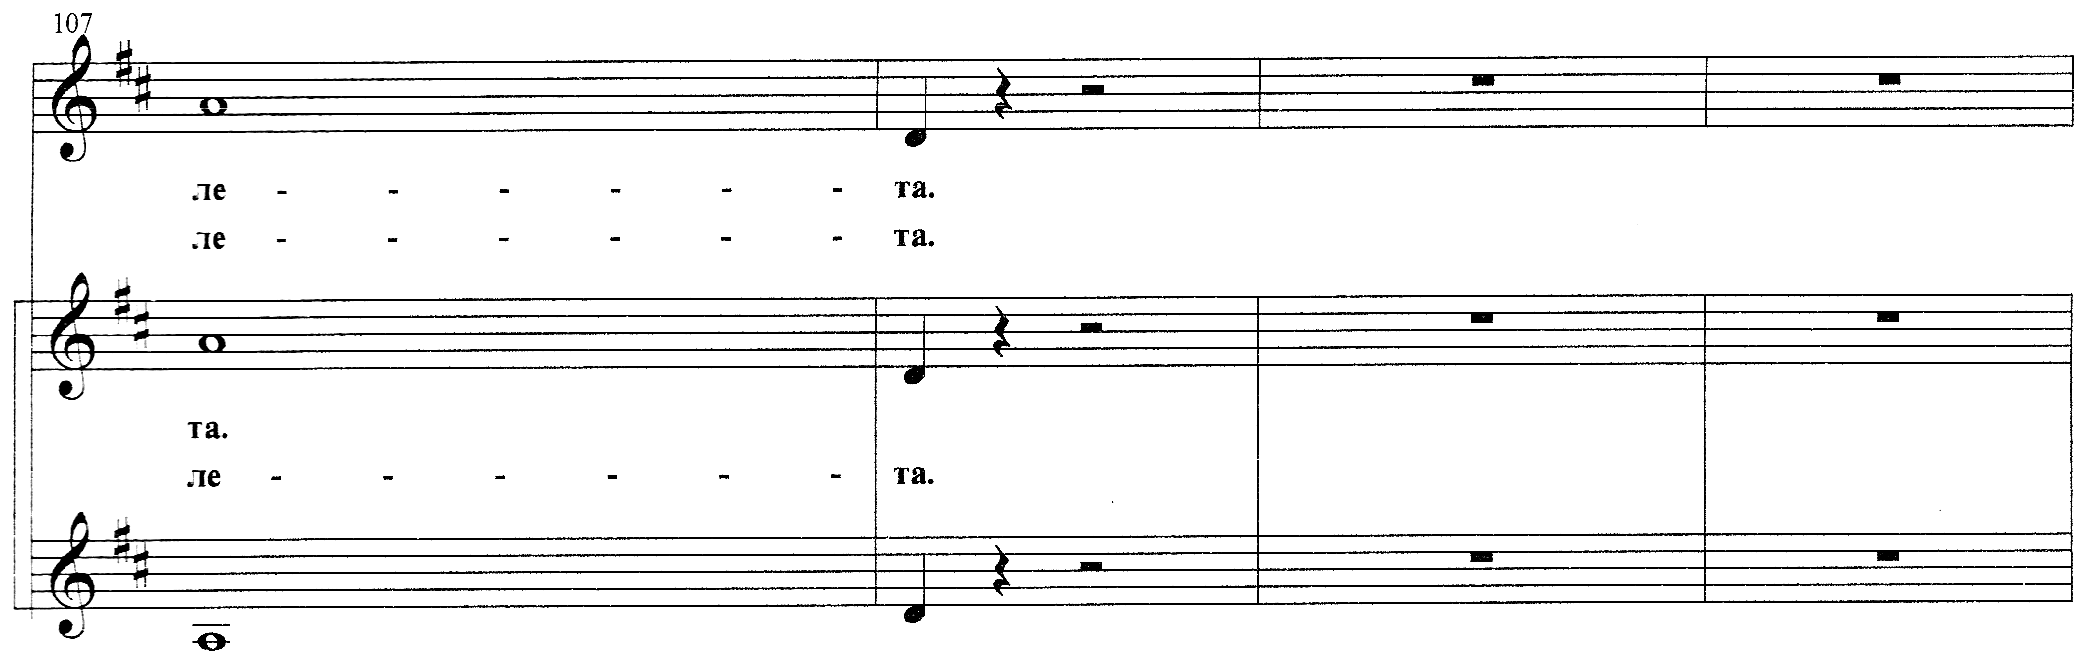 107
ле - - - - - - та.
ле - - - - - - та.
та.
ле - - - - - - та.